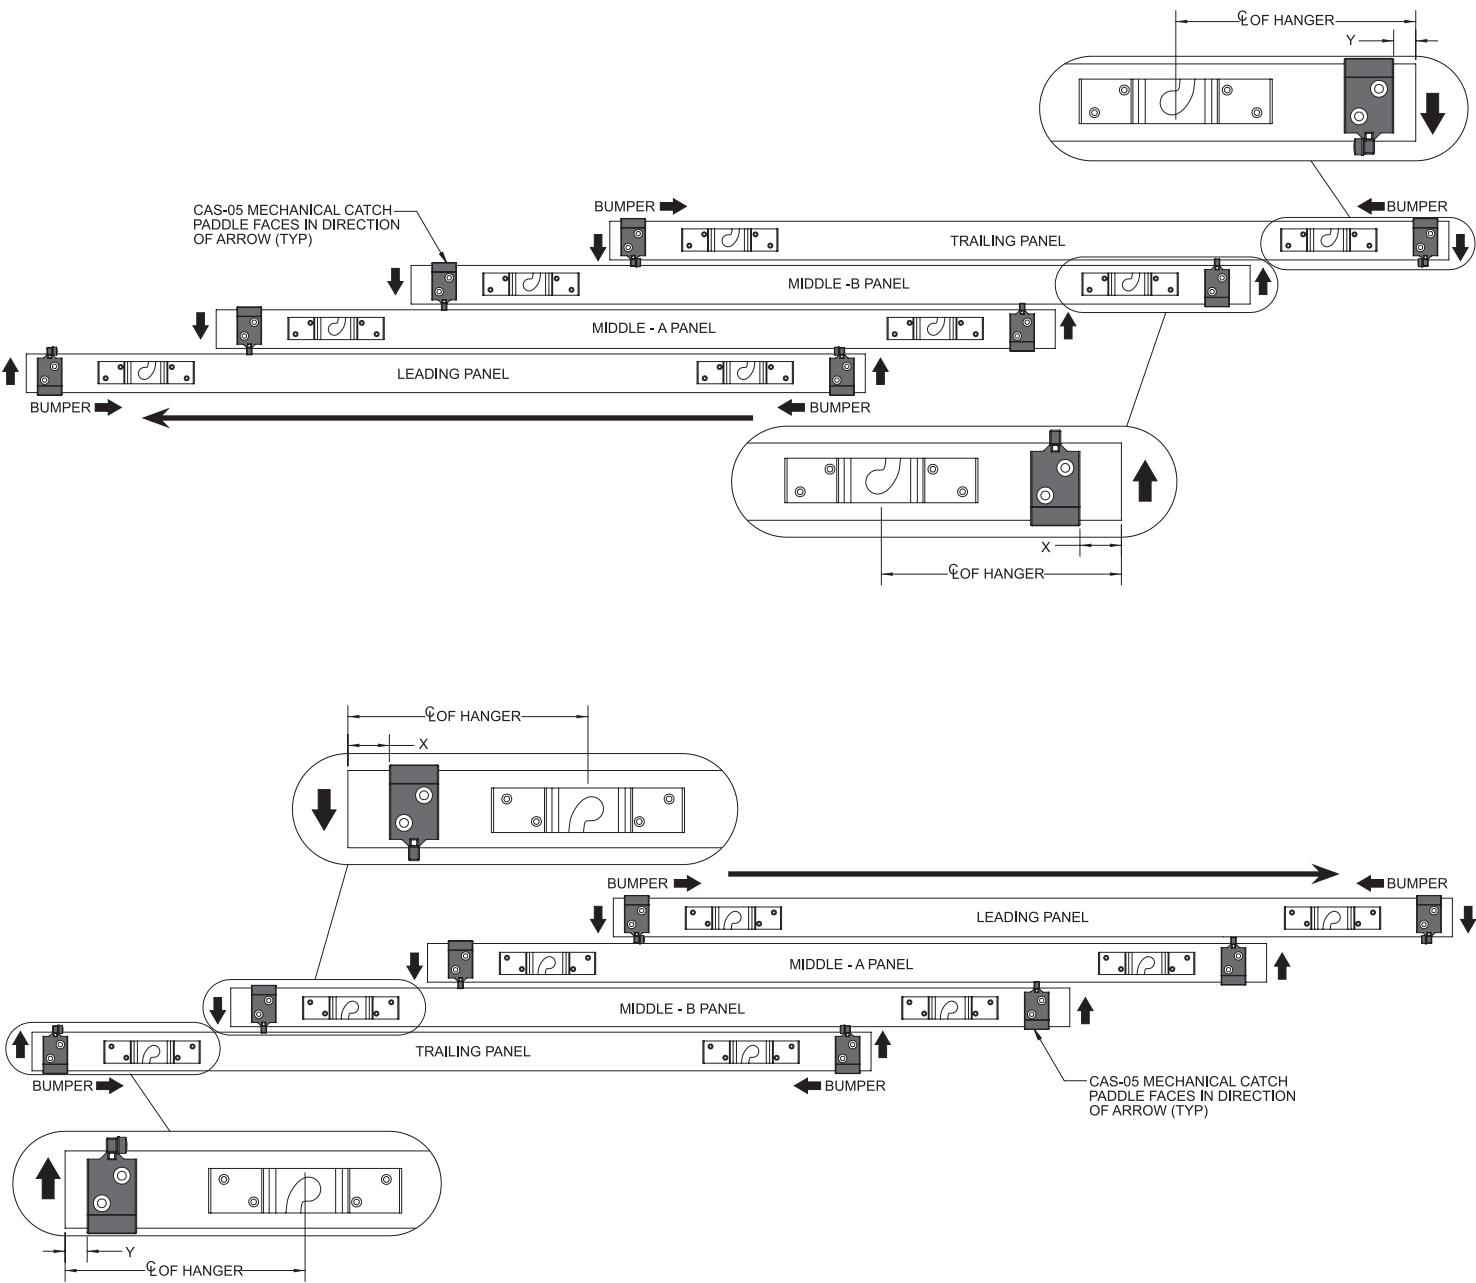 ℄ OF HANGER
Y
CAS-05 MECHANICAL CATCH
PADDLE FACES IN DIRECTION
OF ARROW (TYP)
BUMPER
BUMPER
TRAILING PANEL
MIDDLE -B PANEL
MIDDLE - A PANEL
LEADING PANEL
BUMPER
BUMPER
X
℄ OF HANGER
℄ OF HANGER
X
BUMPER
BUMPER
LEADING PANEL
MIDDLE - A PANEL
MIDDLE - B PANEL
TRAILING PANEL
BUMPER
BUMPER
CAS-05 MECHANICAL CATCH
PADDLE FACES IN DIRECTION
OF ARROW (TYP)
Y
℄ OF HANGER